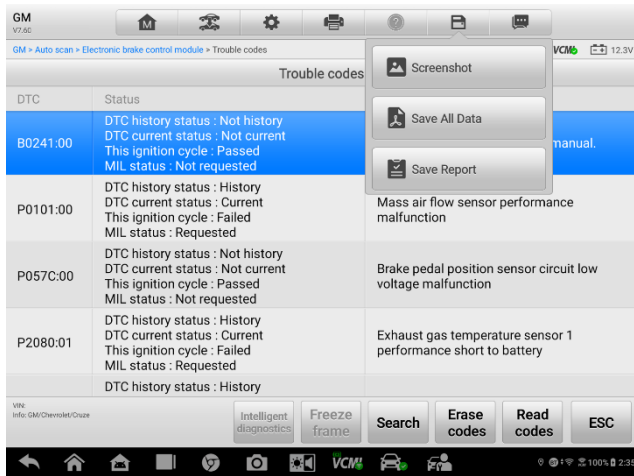 GM
V7.60
GM > Auto scan > Electronic brake control module > Trouble codes
VCMI
12.3V
Trouble codes
Screenshot
Save All Data
Save Report
DTC
Status
B0241:00
DTC history status : Not history
DTC current status : Not current
This ignition cycle : Passed
MIL status : Not requested
manual.
P0101:00
DTC history status : History
DTC current status : Current
This ignition cycle : Failed
MIL status : Requested
Mass air flow sensor performance
malfunction
P057C:00
DTC history status : Not history
DTC current status : Not current
This ignition cycle : Passed
MIL status : Not requested
Brake pedal position sensor circuit low
voltage malfunction
P2080:01
DTC history status : History
DTC current status : Current
This ignition cycle : Failed
MIL status : Requested
Exhaust gas temperature sensor 1
performance short to battery
DTC history status : History
VIN:
Info: GM/Chevrolet/Cruze
Intelligent
diagnostics
Freeze
frame
Search
Erase
codes
Read
codes
ESC
VCMI
100%
2:35